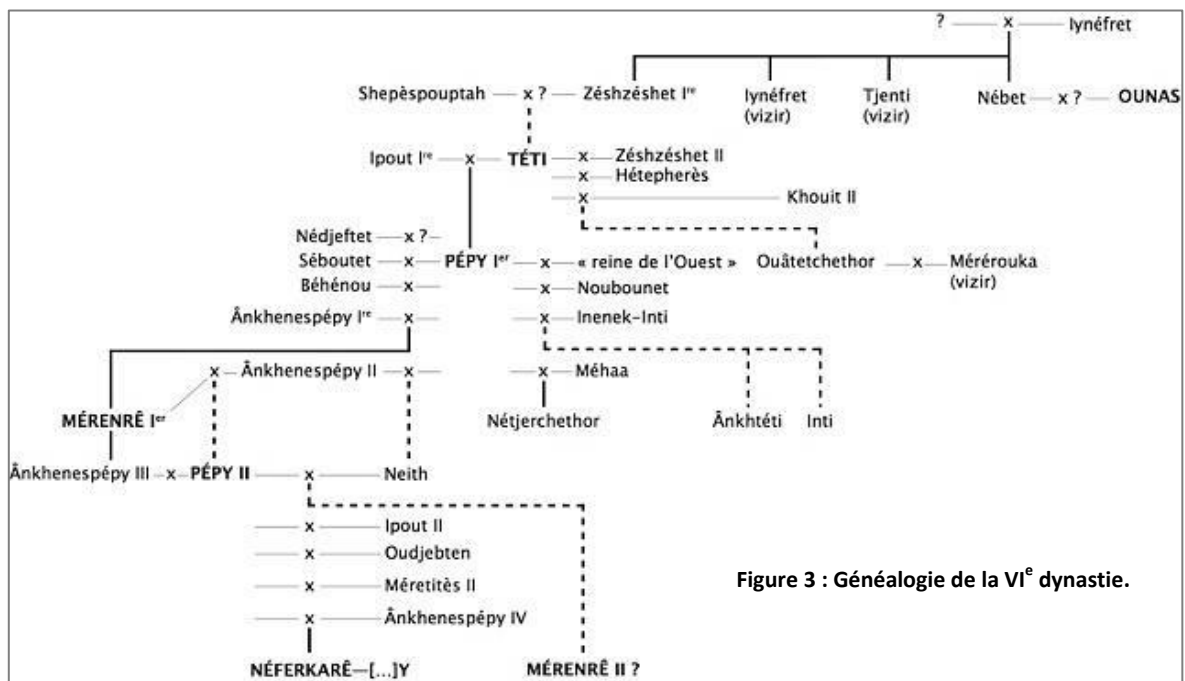 ? — x — Iynéfret
Shepèspouptah — x ? — Zéshzéshet Iʳᵉ
Iynéfret
(vizir)
Tjenti
(vizir)
Nébet — x ? — OUNAS
Ipout Iʳᵉ — x — TÉTI — x — Zéshzéshet II
x — Hétepherès
x — Khouit II
Nédjeftet — x ? —
Séboutet — x — PÉPY Iᵉʳ — x — « reine de l'Ouest »
Ouâtetchethor — x — Mérérouka
(vizir)
Béhénou — x — x — Noubounet
Ânkhenespépy Iʳᵉ — x — x — Inenek-Inti
x — Ânkhenespépy II — x — x — Méhaa
MÉRENRÊ Iᵉʳ
Nétjerchethor
Ânkhtéti
Inti
Ânkhenespépy III — x — PÉPY II — x — Neith
x — Ipout II
x — Oudjebten
x — Méretitès II
x — Ânkhenespépy IV
NÉFERKARÊ—[...]Y
MÉRENRÊ II ?
Figure 3 : Généalogie de la VIᵉ dynastie.